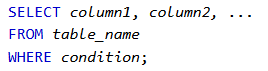 SELECT column1, column2, ...
FROM table_name
WHERE condition;